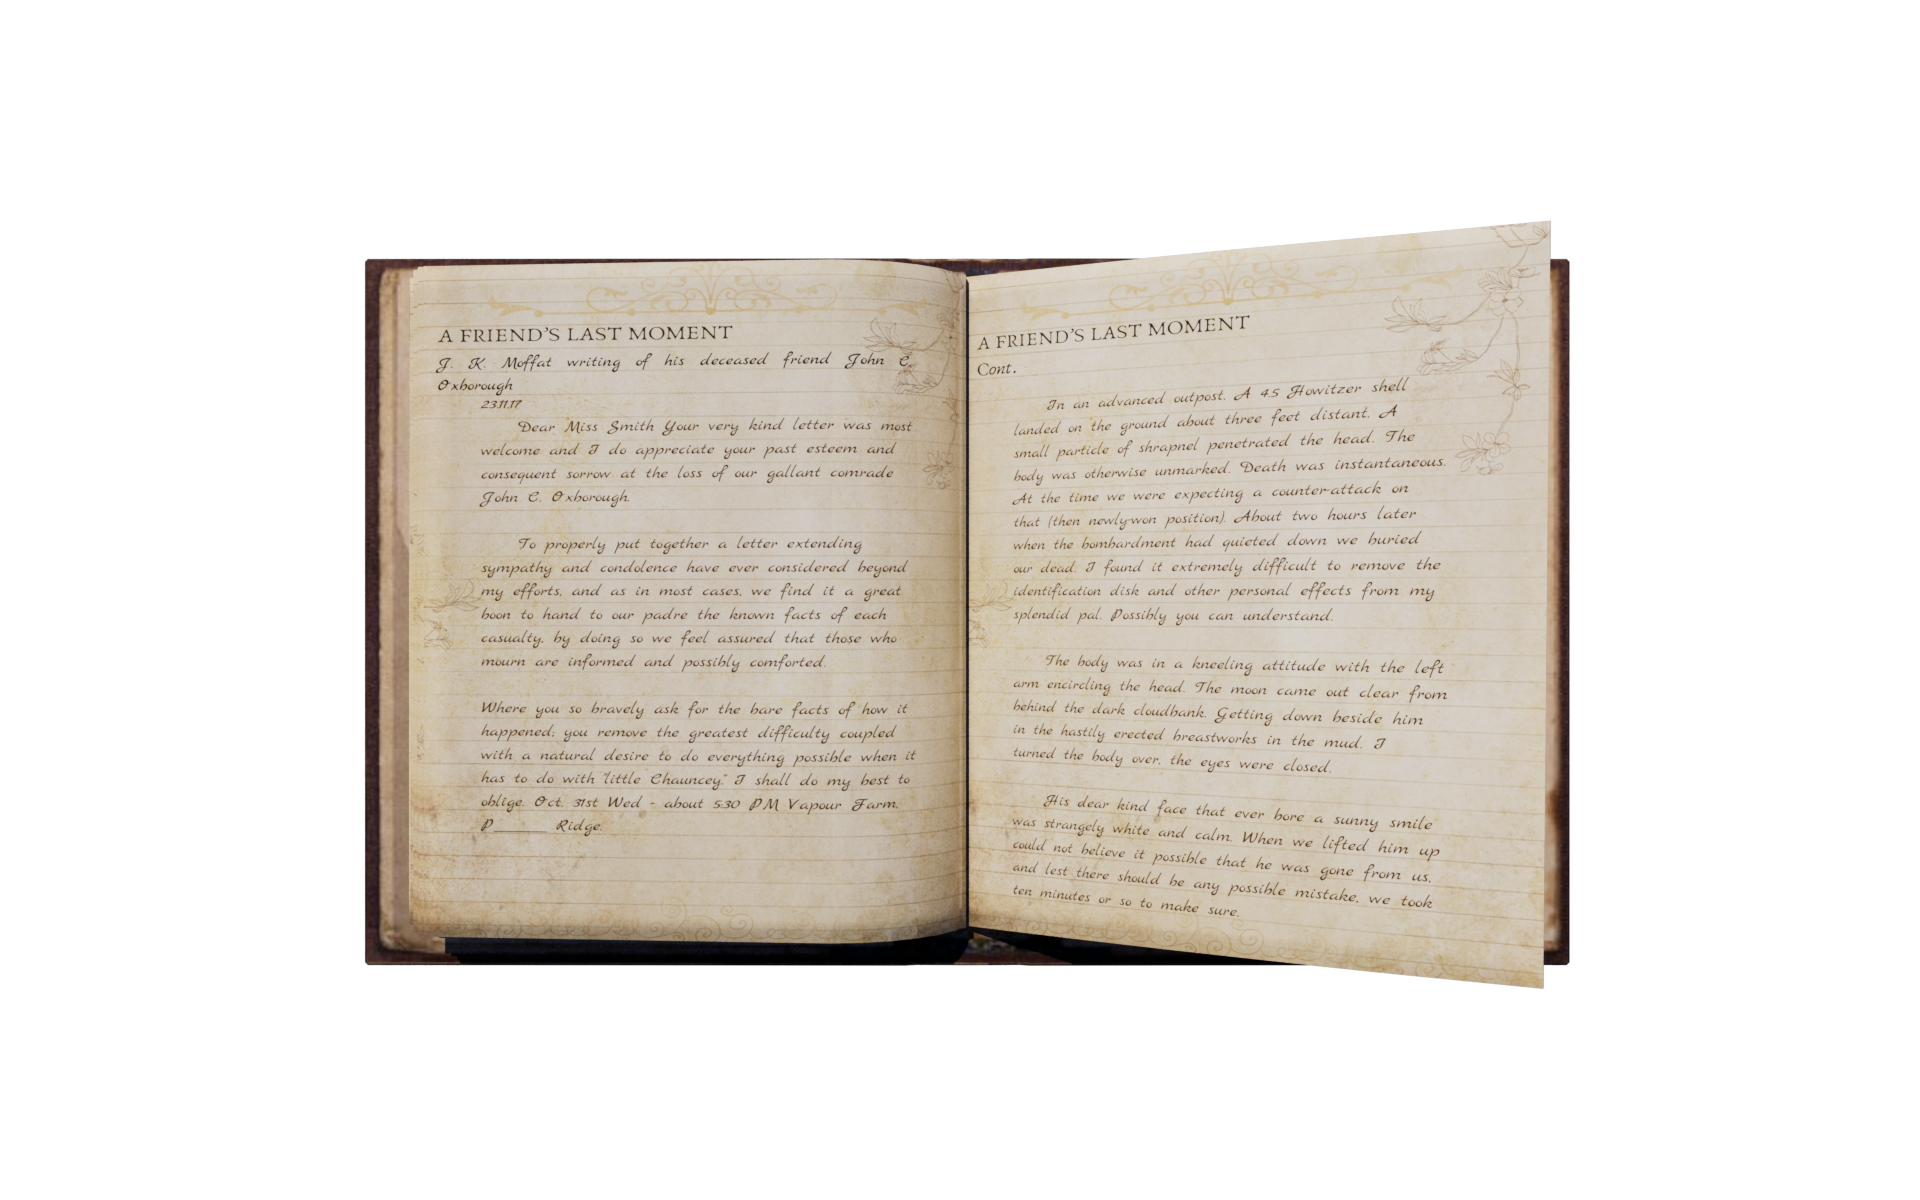 A FRIEND'S LAST MOMENT
J. K. Moffat writing of his deceased friend John C.
Oxborough
23.11.17
Dear Miss Smith Your very kind letter was most
welcome and I do appreciate your past esteem and
consequent sorrow at the loss of our gallant comrade
John C. Oxborough.
To properly put together a letter extending
sympathy and condolence have ever considered beyond
my efforts, and as in most cases, we find it a great
boon to hand to our padre the known facts of each
casualty, by doing so we feel assured that those who
mourn are informed and possibly comforted.
Where you so bravely ask for the bare facts of how it
happened; you remove the greatest difficulty coupled
with a natural desire to do everything possible when it
has to do with "little Chauncey." I shall do my best to
oblige. Oct. 31st Wed - about 5:30 PM Vapour Farm.
P______ Ridge.
A FRIEND'S LAST MOMENT
Cont.
In an advanced outpost. A 4.5 Howitzer shell
landed on the ground about three feet distant. A
small particle of shrapnel penetrated the head. The
body was otherwise unmarked. Death was instantaneous.
At the time we were expecting a counter-attack on
that (then newly-won position). About two hours later
when the bombardment had quieted down we buried
our dead. I found it extremely difficult to remove the
identification disk and other personal effects from my
splendid pal. Possibly you can understand.
The body was in a kneeling attitude with the left
arm encircling the head. The moon came out clear from
behind the dark cloudbank. Getting down beside him
in the hastily erected breastworks in the mud. I
turned the body over, the eyes were closed.
His dear kind face that ever bore a sunny smile
was strangely white and calm. When we lifted him up
could not believe it possible that he was gone from us,
and lest there should be any possible mistake, we took
ten minutes or so to make sure.